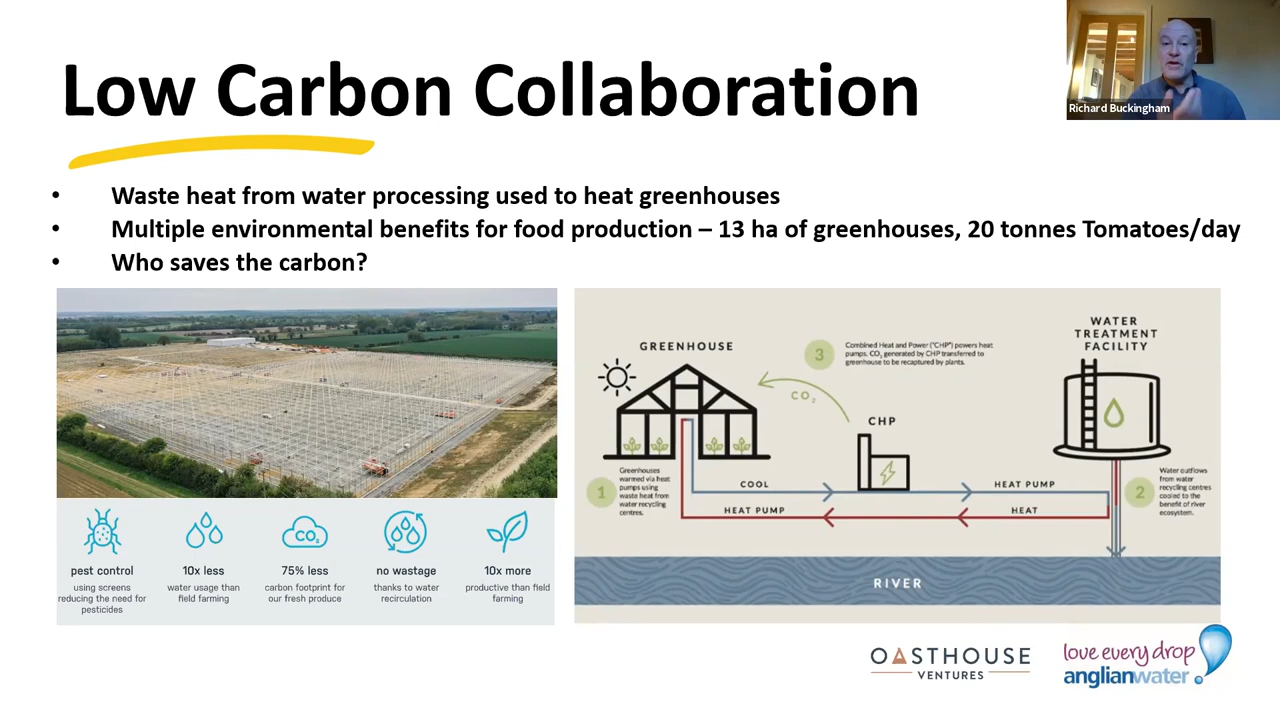 Low Carbon Collaboration
Richard Buckingham
• Waste heat from water processing used to heat greenhouses
• Multiple environmental benefits for food production – 13 ha of greenhouses, 20 tonnes Tomatoes/day
• Who saves the carbon?
pest control
using screens
reducing the need for
pesticides
10x less
water usage than
field farming
CO₂
75% less
carbon footprint for
our fresh produce
no wastage
thanks to water
recirculation
10x more
productive than field
farming
GREENHOUSE
3
Combined Heat and Power ("CHP") powers heat
pumps. CO₂ generated by CHP transferred to
greenhouse to be recaptured by plants.
WATER
TREATMENT
FACILITY
CO₂
CHP
1
Greenhouses
warmed via heat
pumps using
waste heat from
water recycling
centres.
COOL
HEAT PUMP
HEAT PUMP
HEAT
2
Water outflows
from water
recycling centres
cooled to the
benefit of river
ecosystem.
RIVER
OASTHOUSE
VENTURES
love every drop
anglianwater